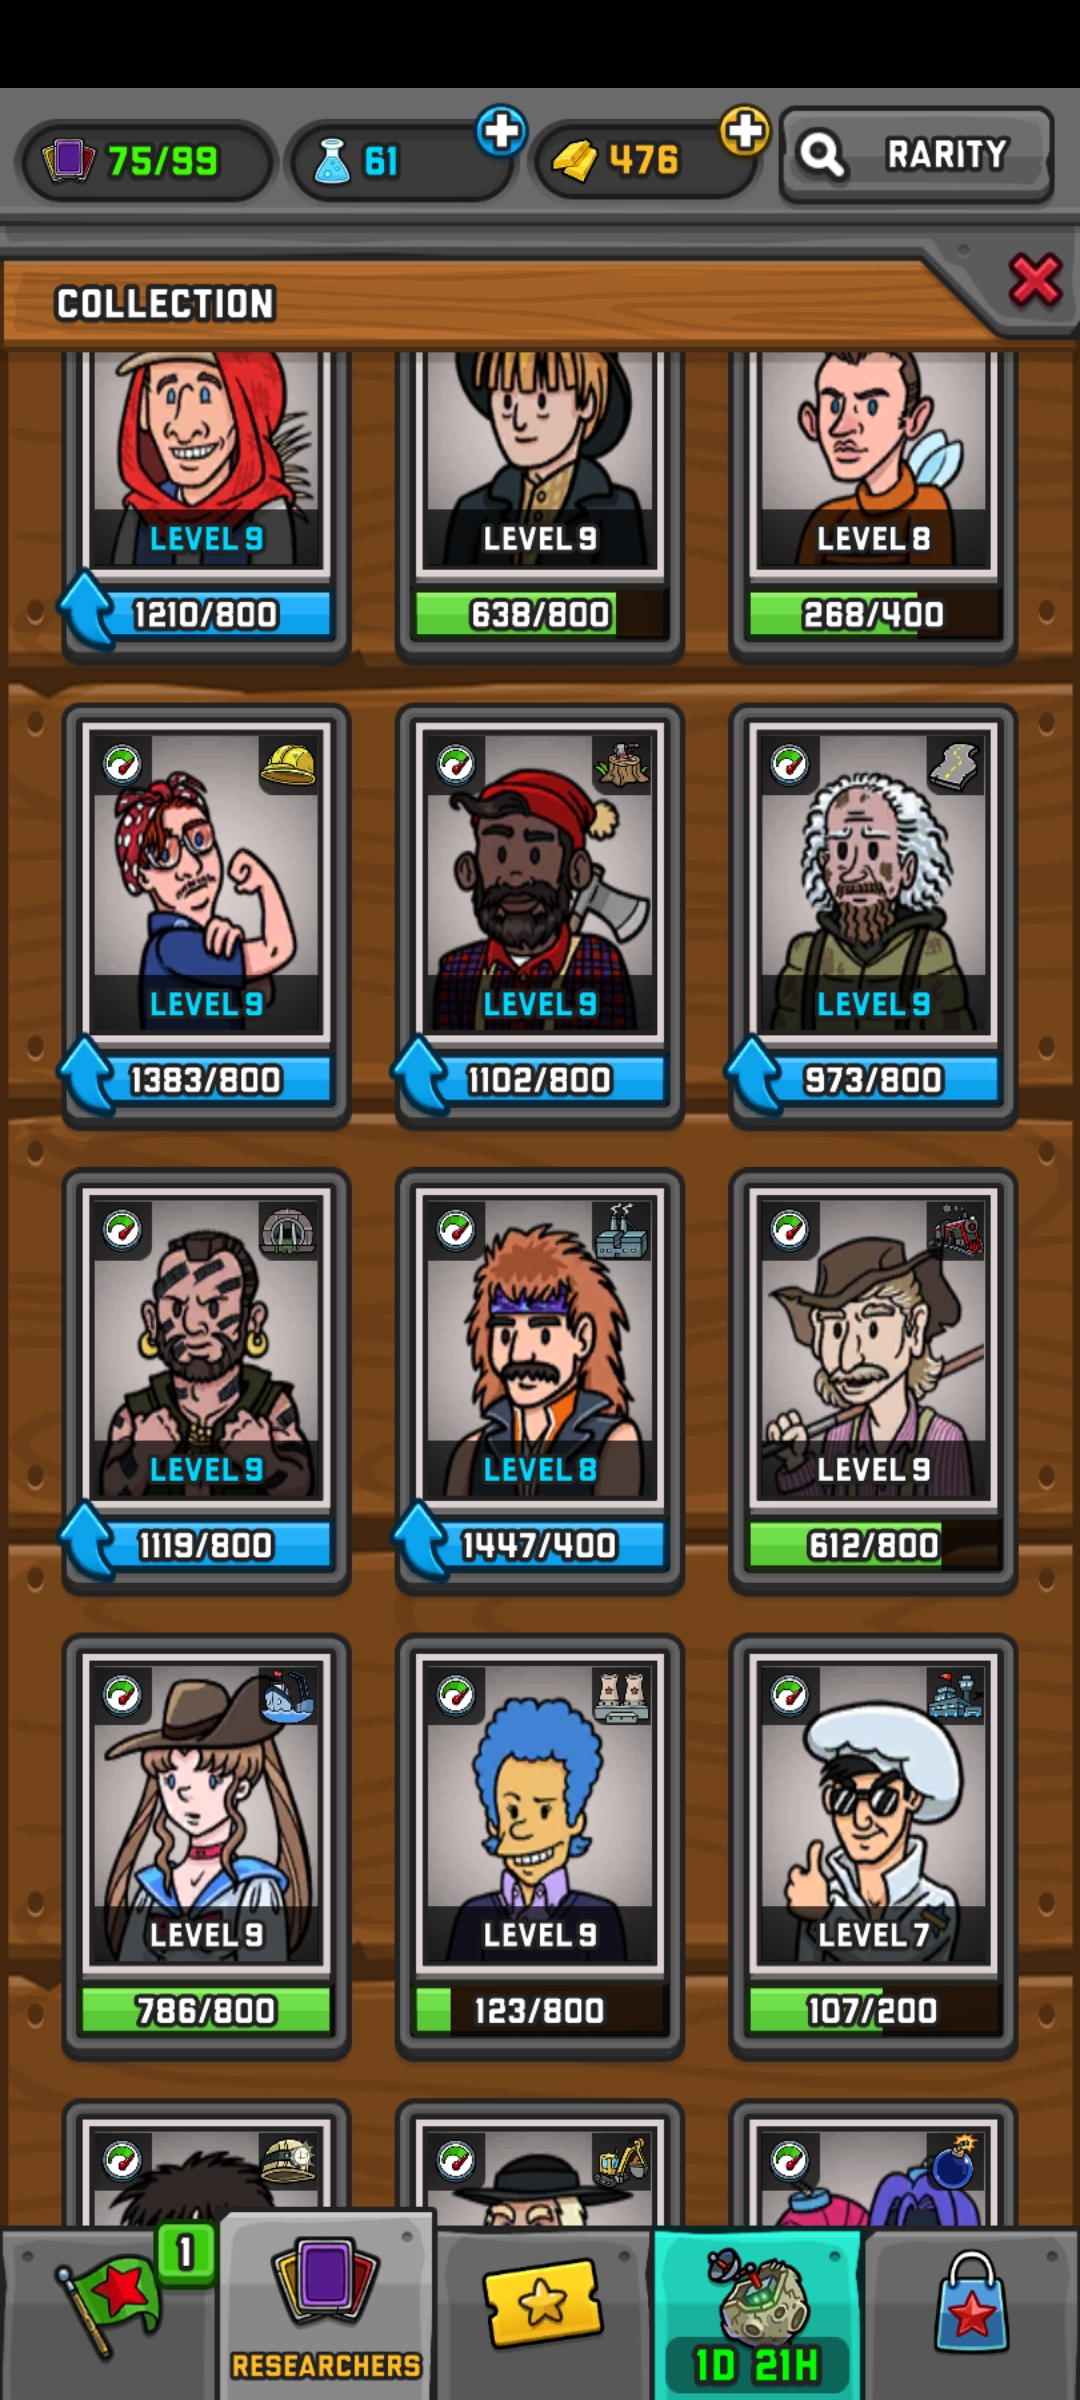 75/99 61 476 RARITY
COLLECTION
LEVEL 9 LEVEL 9 LEVEL 8
1210/800 638/800 268/400
LEVEL 9 LEVEL 9 LEVEL 9
1383/800 1102/800 973/800
LEVEL 9 LEVEL 8 LEVEL 9
1119/800 1447/400 612/800
LEVEL 9 LEVEL 9 LEVEL 7
786/800 123/800 107/200
1
RESEARCHERS 1D 21H